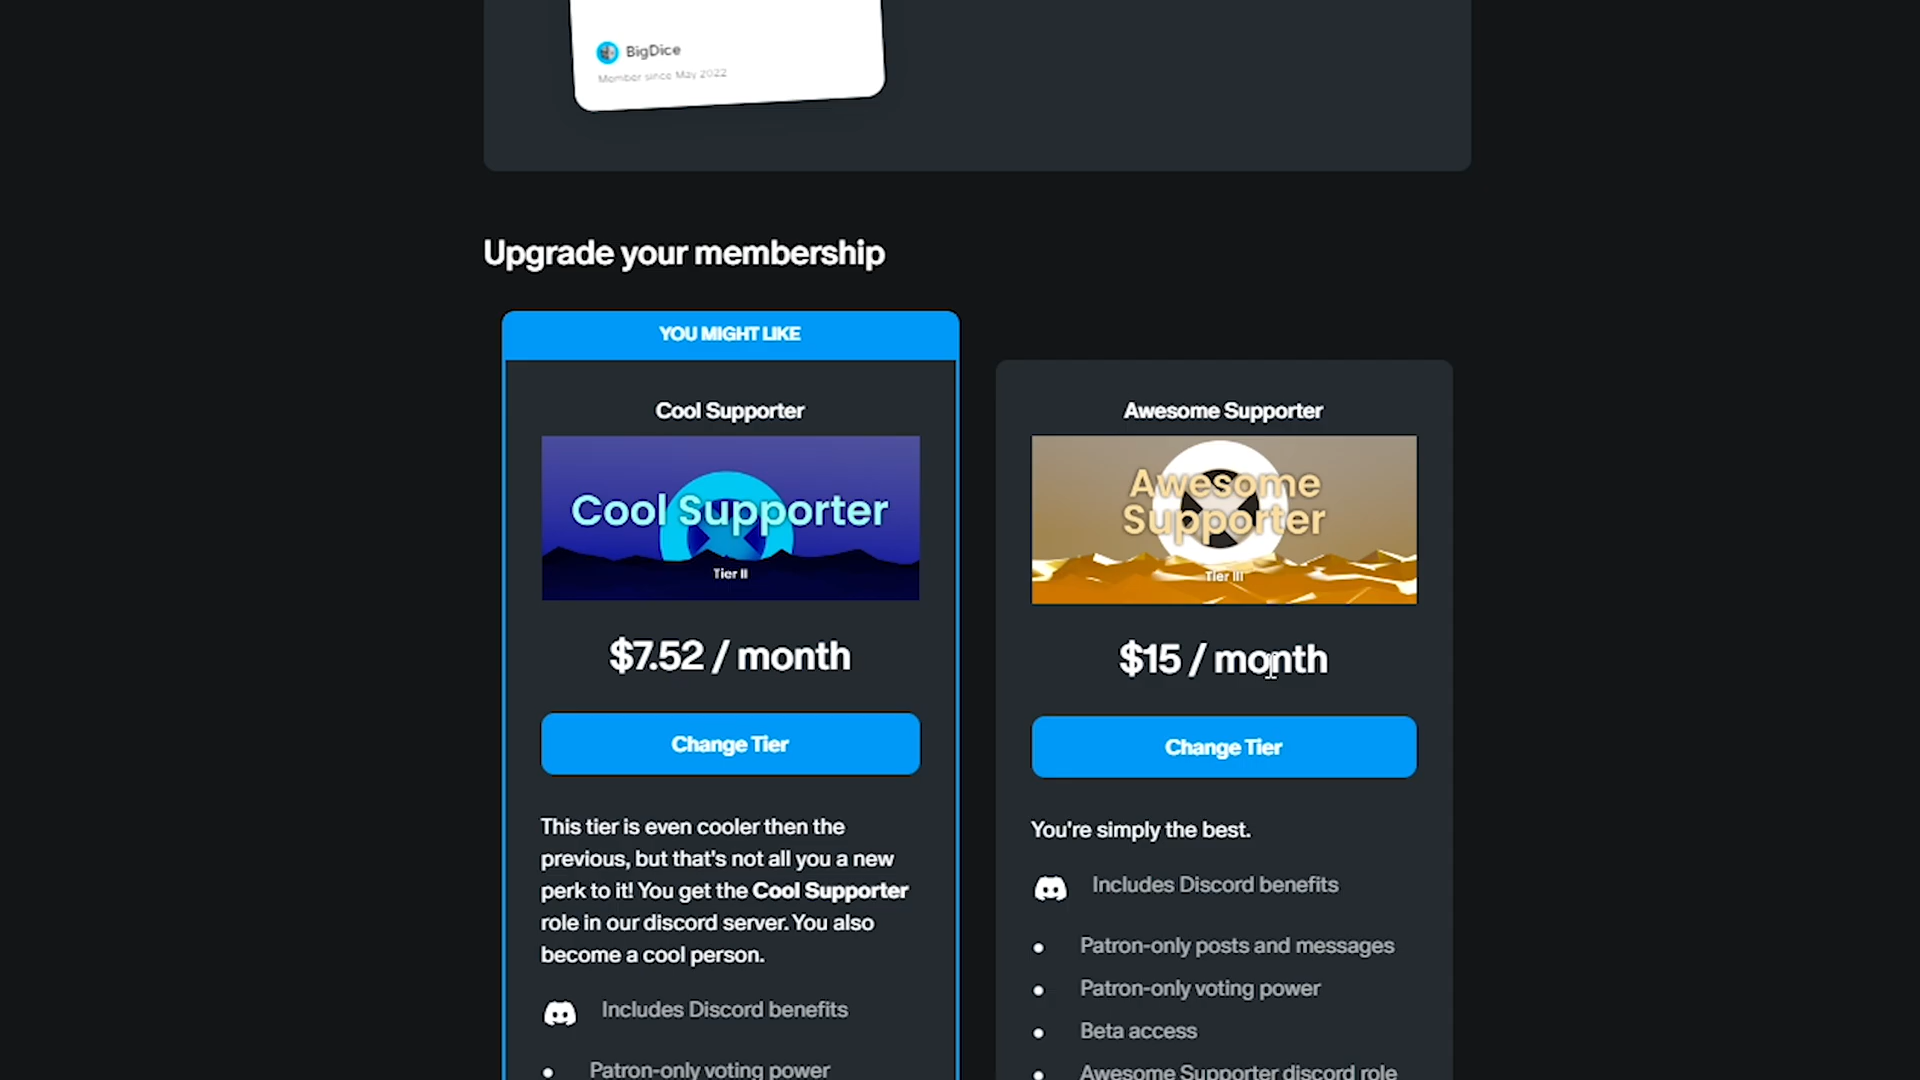 BigDice
Member since May 2022
Upgrade your membership
YOU MIGHT LIKE
Cool Supporter
Cool Supporter
Tier II
$7.52 / month
Change Tier
This tier is even cooler then the
previous, but that's not all you a new
perk to it! You get the Cool Supporter
role in our discord server. You also
become a cool person.
Includes Discord benefits
Patron-only voting power
Awesome Supporter
Awesome
Supporter
Tier III
$15 / month
Change Tier
You're simply the best.
Includes Discord benefits
Patron-only posts and messages
Patron-only voting power
Beta access
Awesome Supporter discord role